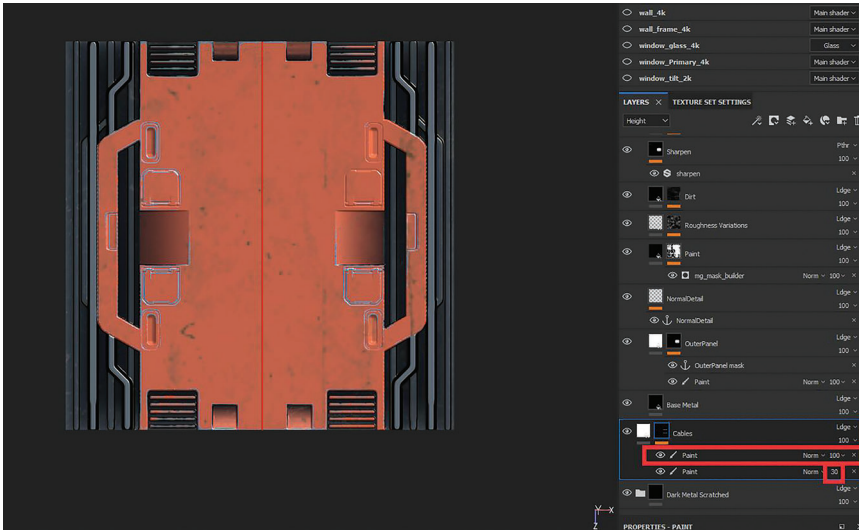 wall_4k Main shader
wall_frame_4k Main shader
window_glass_4k Glass
window_Primary_4k Main shader
window_tilt_2k Main shader
LAYERS × TEXTURE SET SETTINGS
Height
Sharpen Pthr
100
sharpen ×
Dirt Ldge
100
Roughness Variations Ldge
100
Paint Ldge
100
mg_mask_builder Norm 100 ×
NormalDetail Ldge
100
NormalDetail ×
OuterPanel Ldge
100
OuterPanel mask ×
Paint Norm 100 ×
Base Metal Ldge
100
Cables Ldge
100
Paint Norm 100 ×
Paint Norm 30 ×
Dark Metal Scratched Ldge
100
Y X
Z
PROPERTIES - PAINT